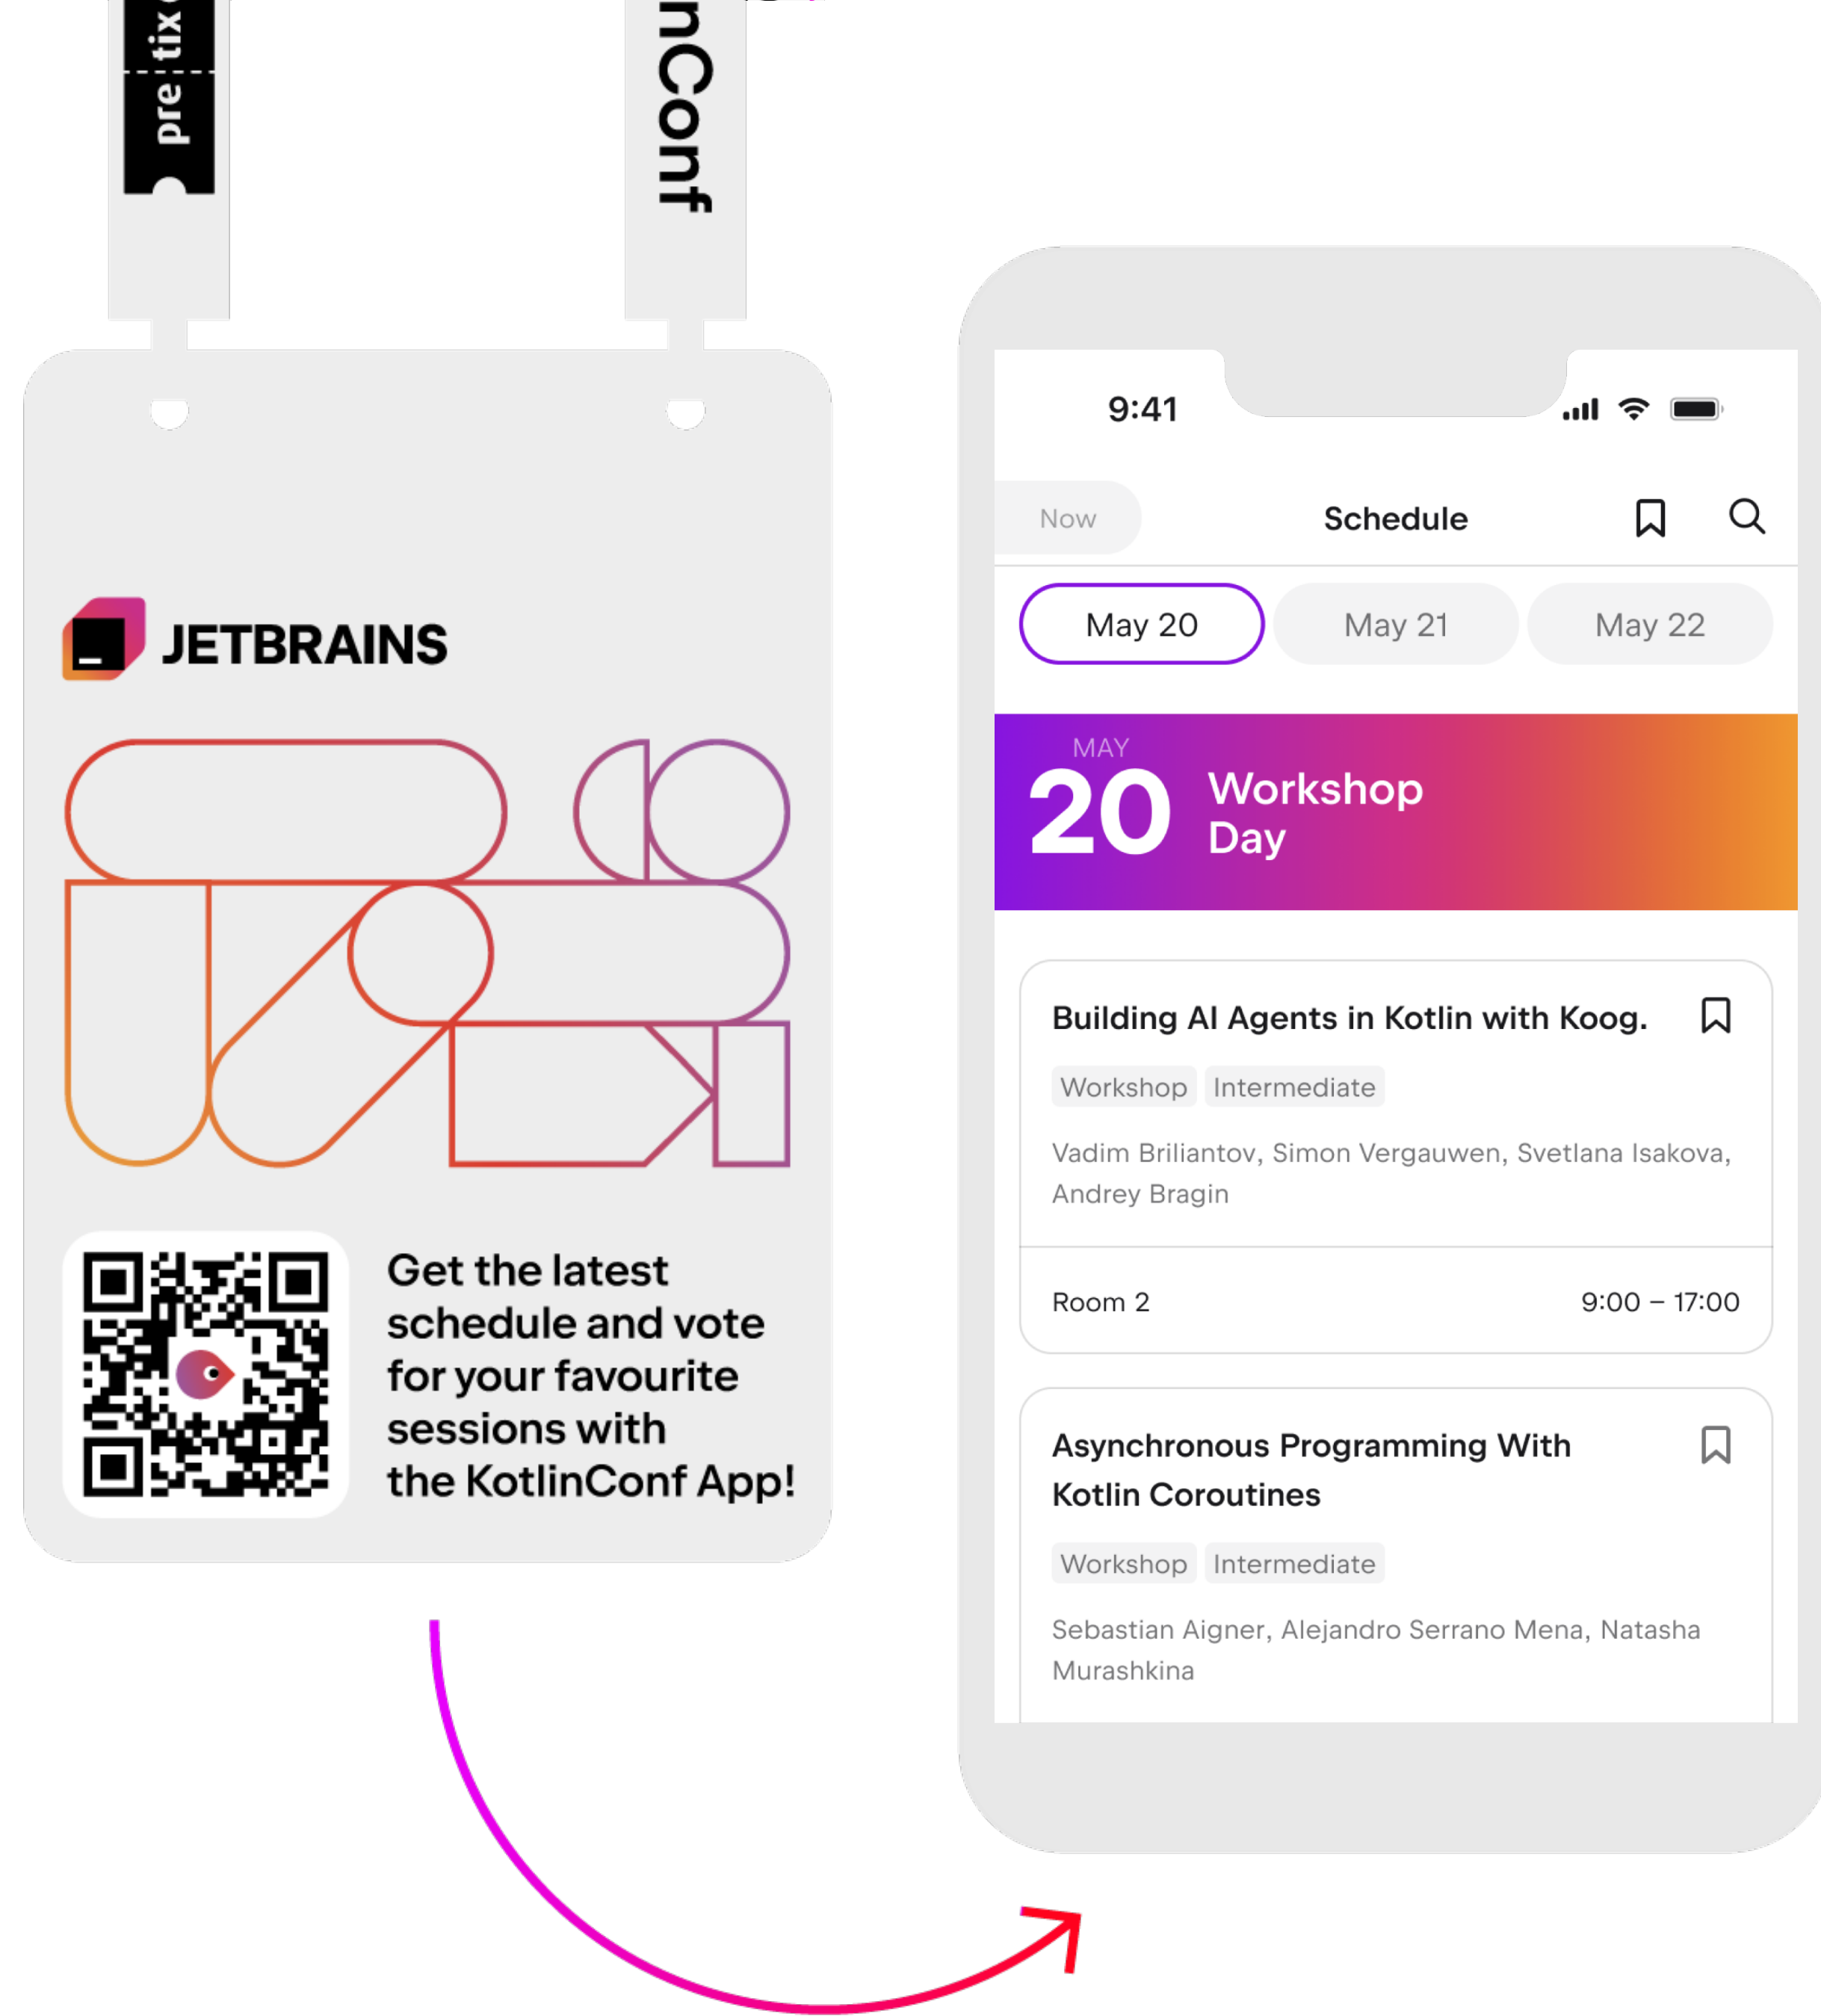 pretix
nConf
JETBRAINS
Get the latest
schedule and vote
for your favourite
sessions with
the KotlinConf App!
9:41
Now
Schedule
May 20
May 21
May 22
MAY
20
Workshop
Day
Building AI Agents in Kotlin with Koog.
Workshop Intermediate
Vadim Briliantov, Simon Vergauwen, Svetlana Isakova,
Andrey Bragin
Room 2
9:00 – 17:00
Asynchronous Programming With
Kotlin Coroutines
Workshop Intermediate
Sebastian Aigner, Alejandro Serrano Mena, Natasha
Murashkina